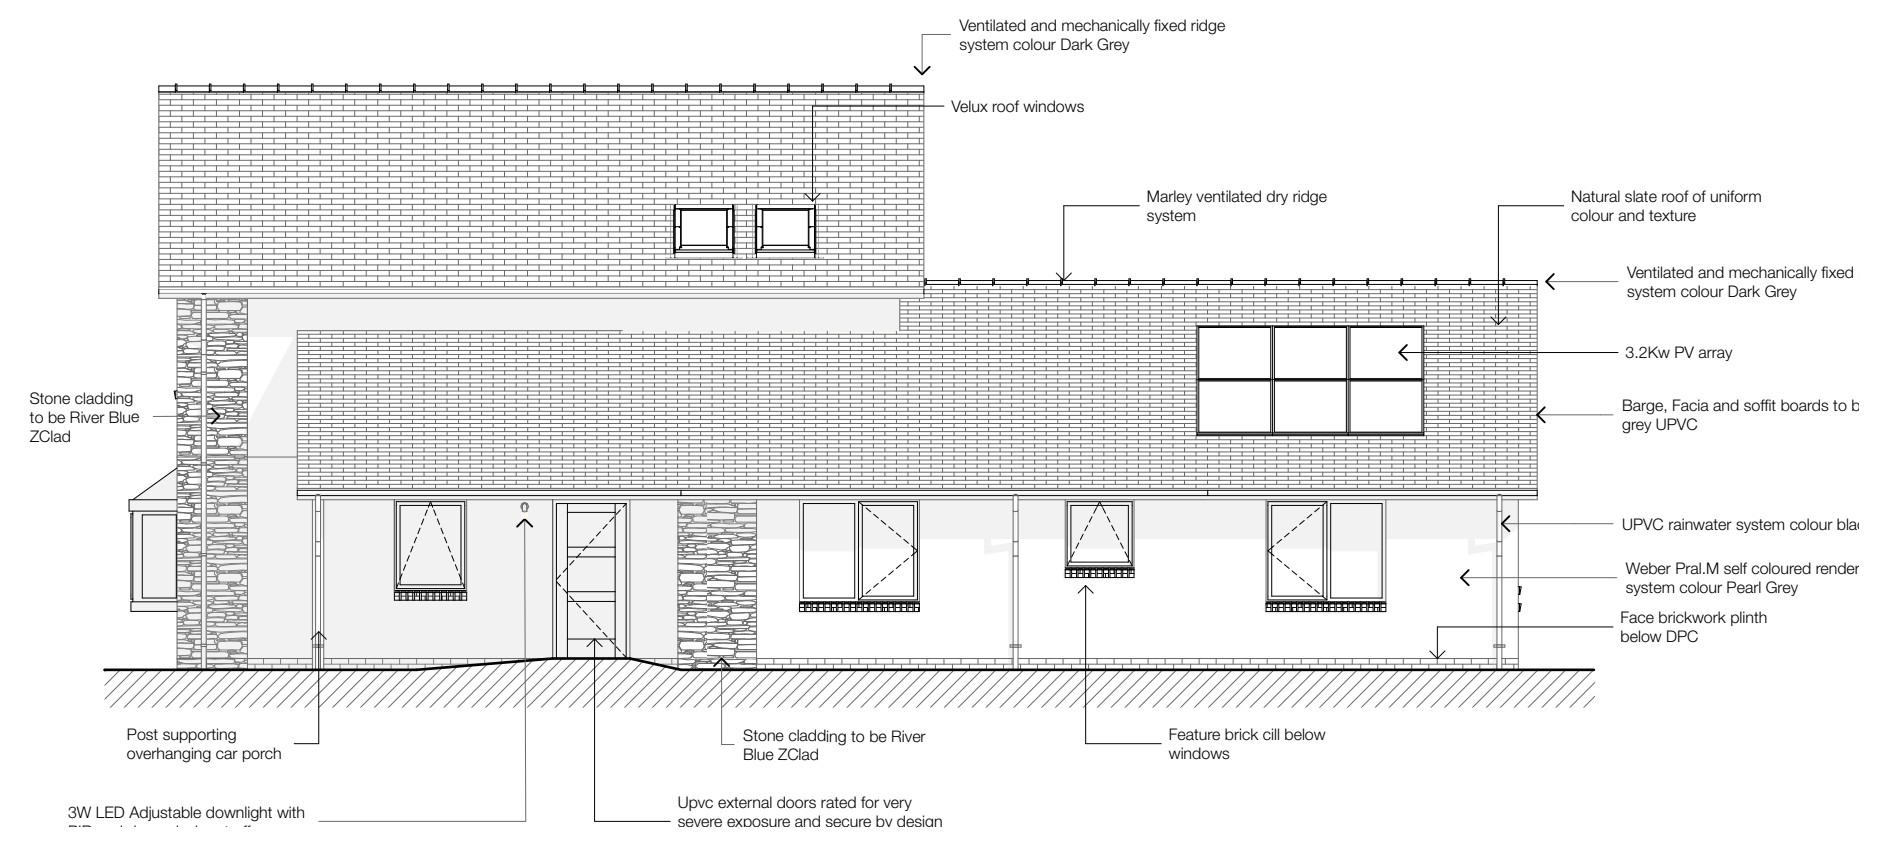 Ventilated and mechanically fixed ridge
system colour Dark Grey
Velux roof windows
Marley ventilated dry ridge
system
Natural slate roof of uniform
colour and texture
Ventilated and mechanically fixed
system colour Dark Grey
3.2Kw PV array
Barge, Facia and soffit boards to b
grey UPVC
Stone cladding
to be River Blue
ZClad
UPVC rainwater system colour bla
Weber Pral.M self coloured render
system colour Pearl Grey
Face brickwork plinth
below DPC
Post supporting
overhanging car porch
Stone cladding to be River
Blue ZClad
Feature brick cill below
windows
3W LED Adjustable downlight with
Upvc external doors rated for very
severe exposure and secure by design